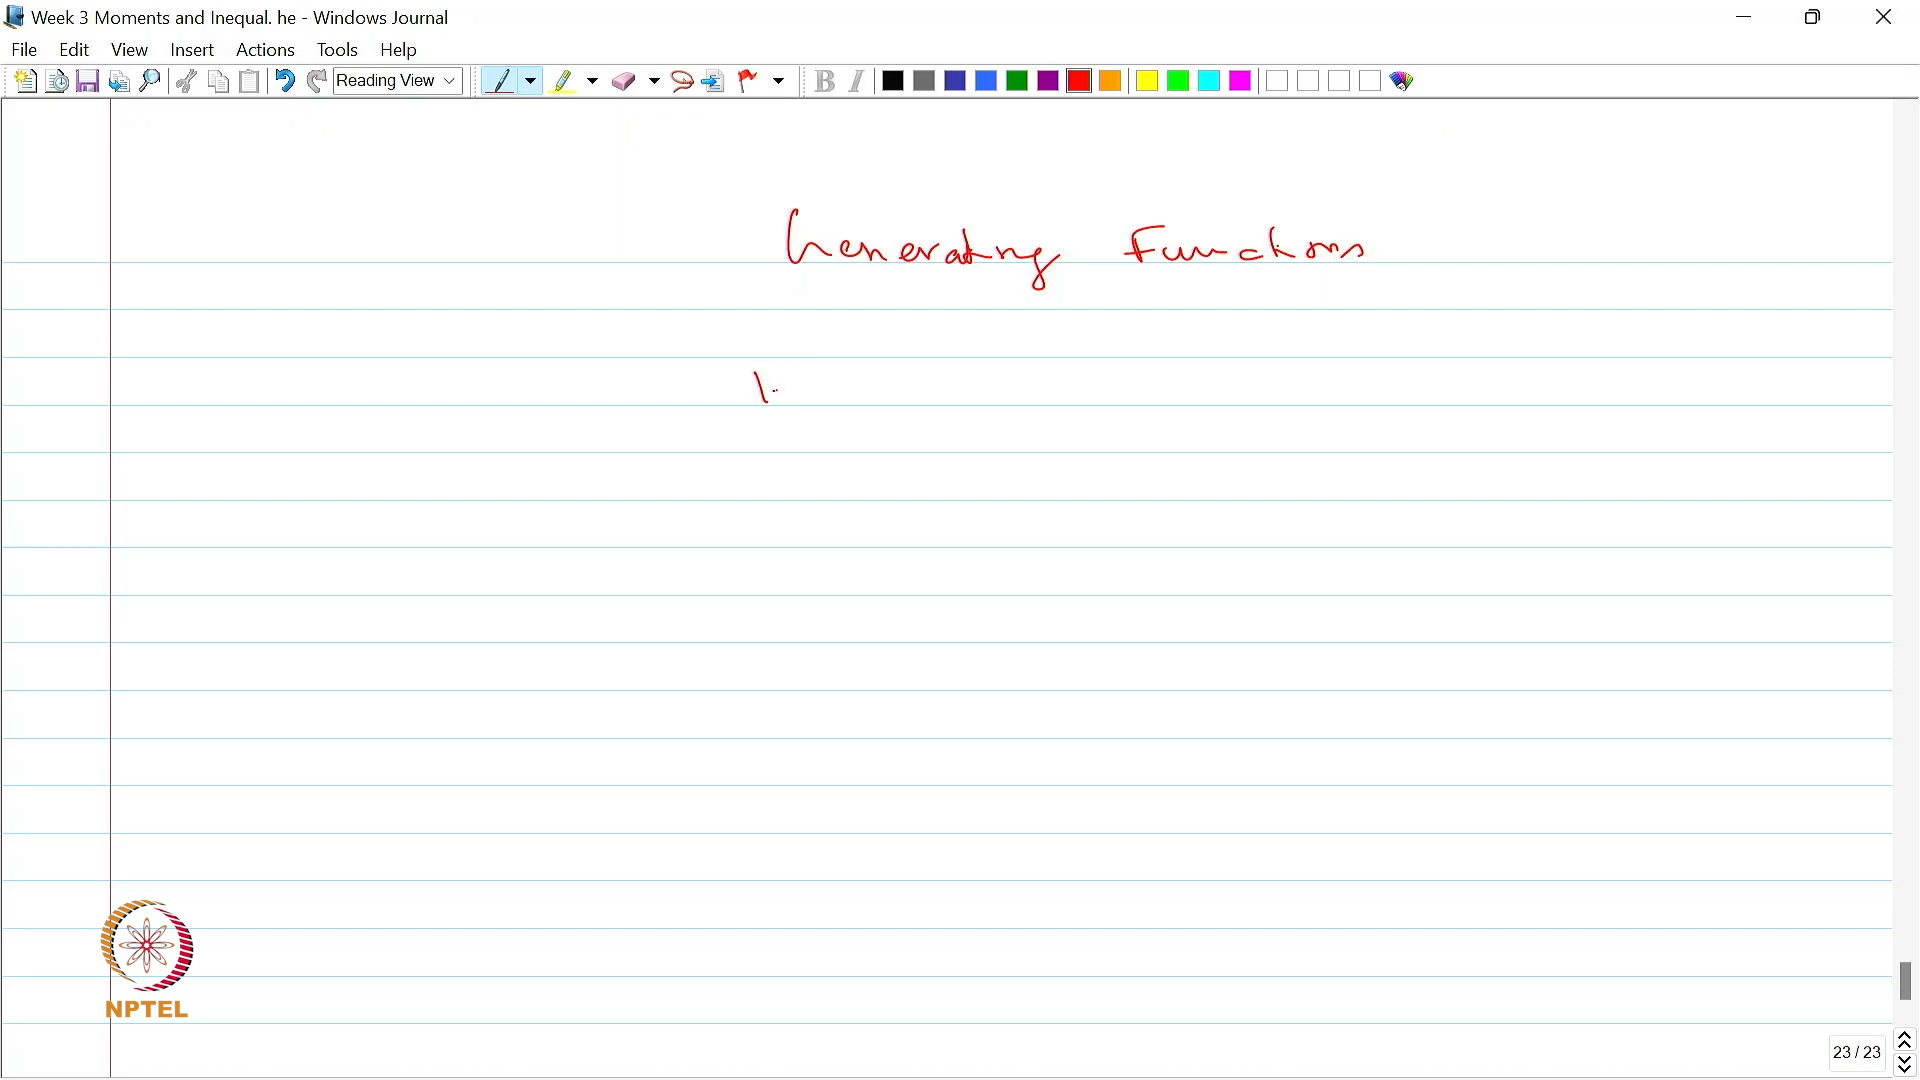 Week 3 Moments and Inequal. he - Windows Journal
File Edit View Insert Actions Tools Help
Reading View B I
Generating Functions
NPTEL
23 / 23